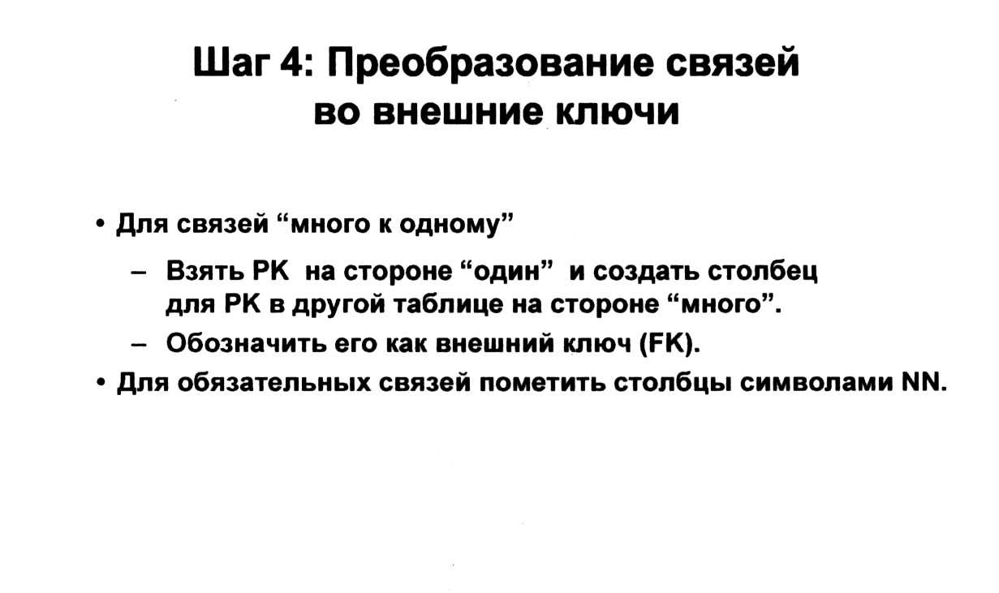 Шаг 4: Преобразование связей
во внешние ключи
• Для связей “много к одному”
– Взять PK на стороне “один” и создать столбец
для PK в другой таблице на стороне “много”.
– Обозначить его как внешний ключ (FK).
• Для обязательных связей пометить столбцы символами NN.